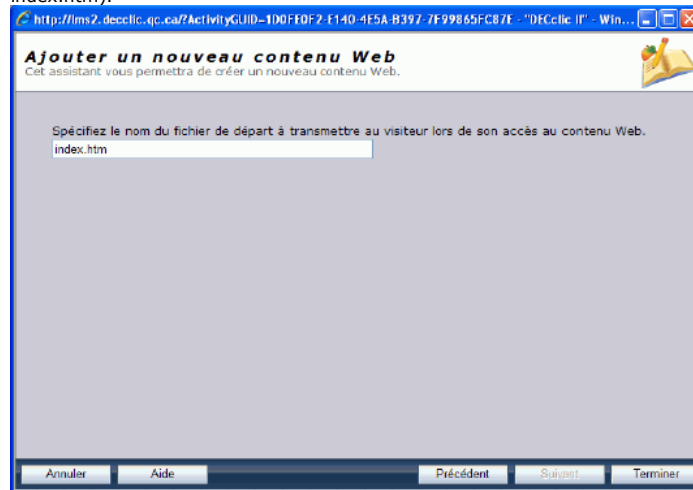 index.htm).
http://lms2.decclic.qc.ca/?ActivityGUID=1D0FE0F2-E140-4E5A-B397-7F99865FC87E - "DECclic II" - Win...
Ajouter un nouveau contenu Web
Cet assistant vous permettra de créer un nouveau contenu Web.
Spécifiez le nom du fichier de départ à transmettre au visiteur lors de son accès au contenu Web.
index.htm
Annuler Aide Précédent Suivant Terminer